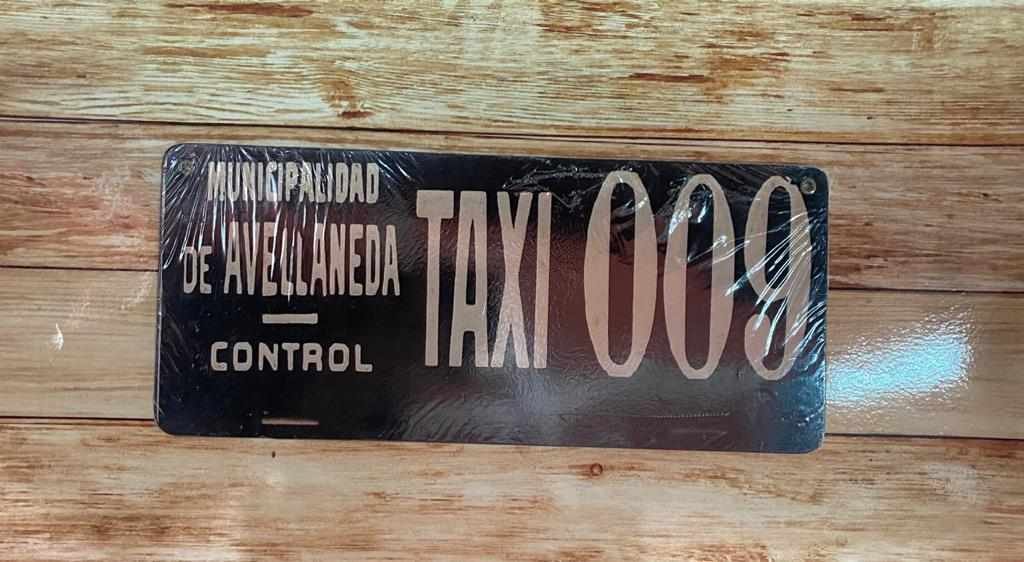 MUNICIPALIDAD
DE AVELLANEDA
—
CONTROL
TAXI 009